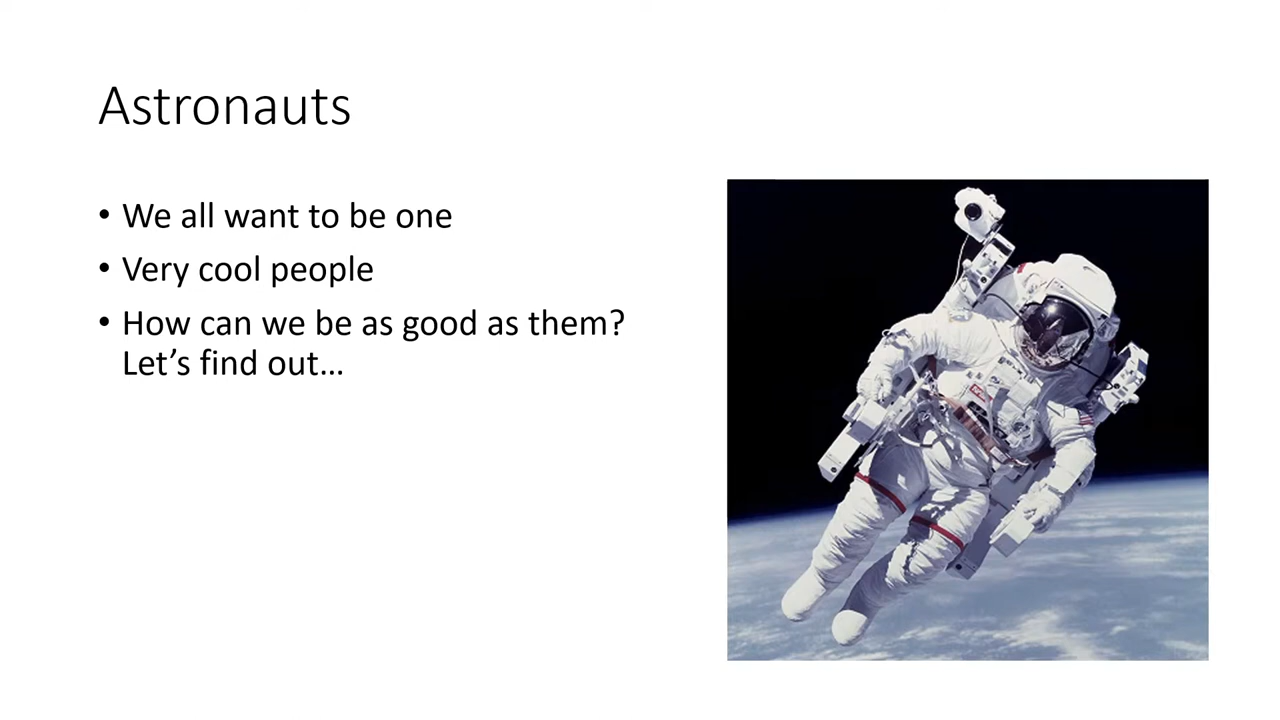 Astronauts
• We all want to be one
• Very cool people
• How can we be as good as them?
Let’s find out…